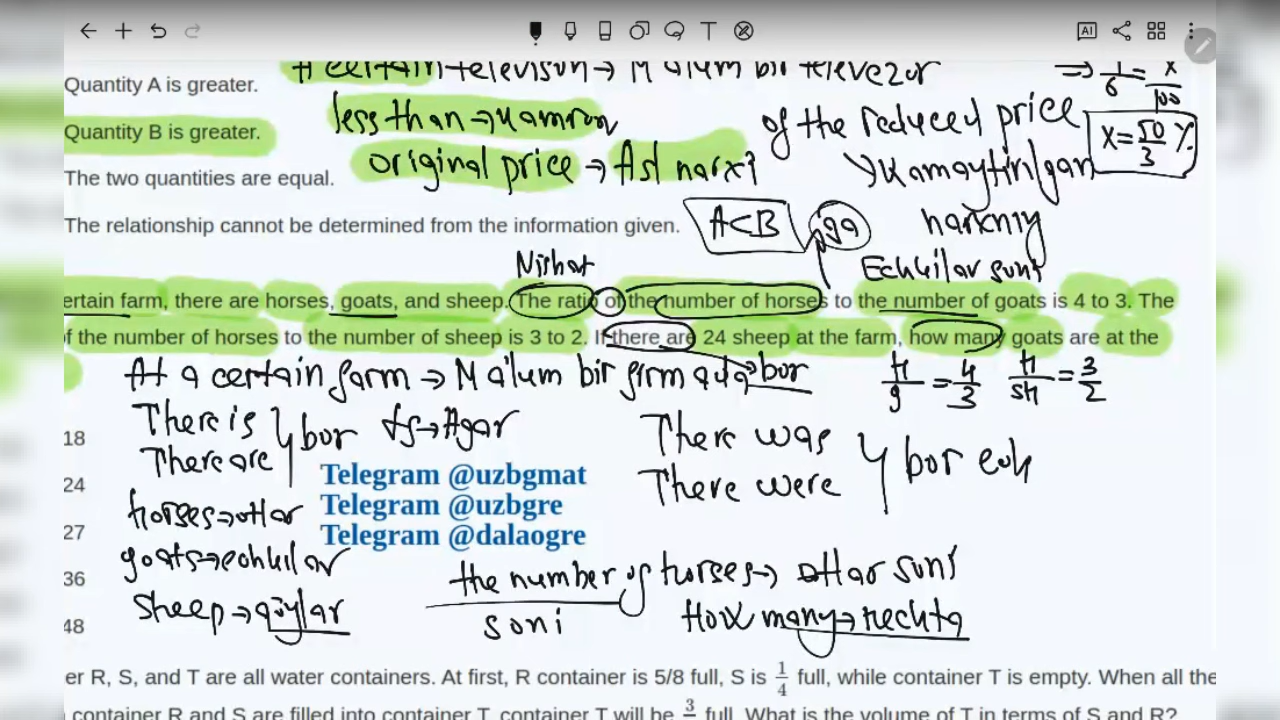 A certain televison → Ma'lum bir televezor
⇒ 1/6 = x/100
Quantity A is greater.
less than → kamroq
of the reduced price
x = 50/3 %
Quantity B is greater.
original price → Asl narxi
kamaytirilgan
The two quantities are equal.
narxning
The relationship cannot be determined from the information given.
A<B
Nisbat
Echkilar soni
ertain farm, there are horses, goats, and sheep. The ratio of the number of horses to the number of goats is 4 to 3. The
f the number of horses to the number of sheep is 3 to 2. If there are 24 sheep at the farm, how many goats are at the
At a certain farm → Ma'lum bir firmada bor
H/g = 4/3 H/SH = 3/2
There is } bor If → Agar
There was } bor edi
18
There are
There were
24
Telegram @uzbgmat
Telegram @uzbgre
Telegram @dalaogre
horses → otlar
27
goats → echkilar
the number of horses → otlar soni
36
sheep → qo'ylar
soni
How many → nechta
48
er R, S, and T are all water containers. At first, R container is 5/8 full, S is 1/4 full, while container T is empty. When all the
container R and S are filled into container T, container T will be 3 full. What is the volume of T in terms of S and R?
AI
T